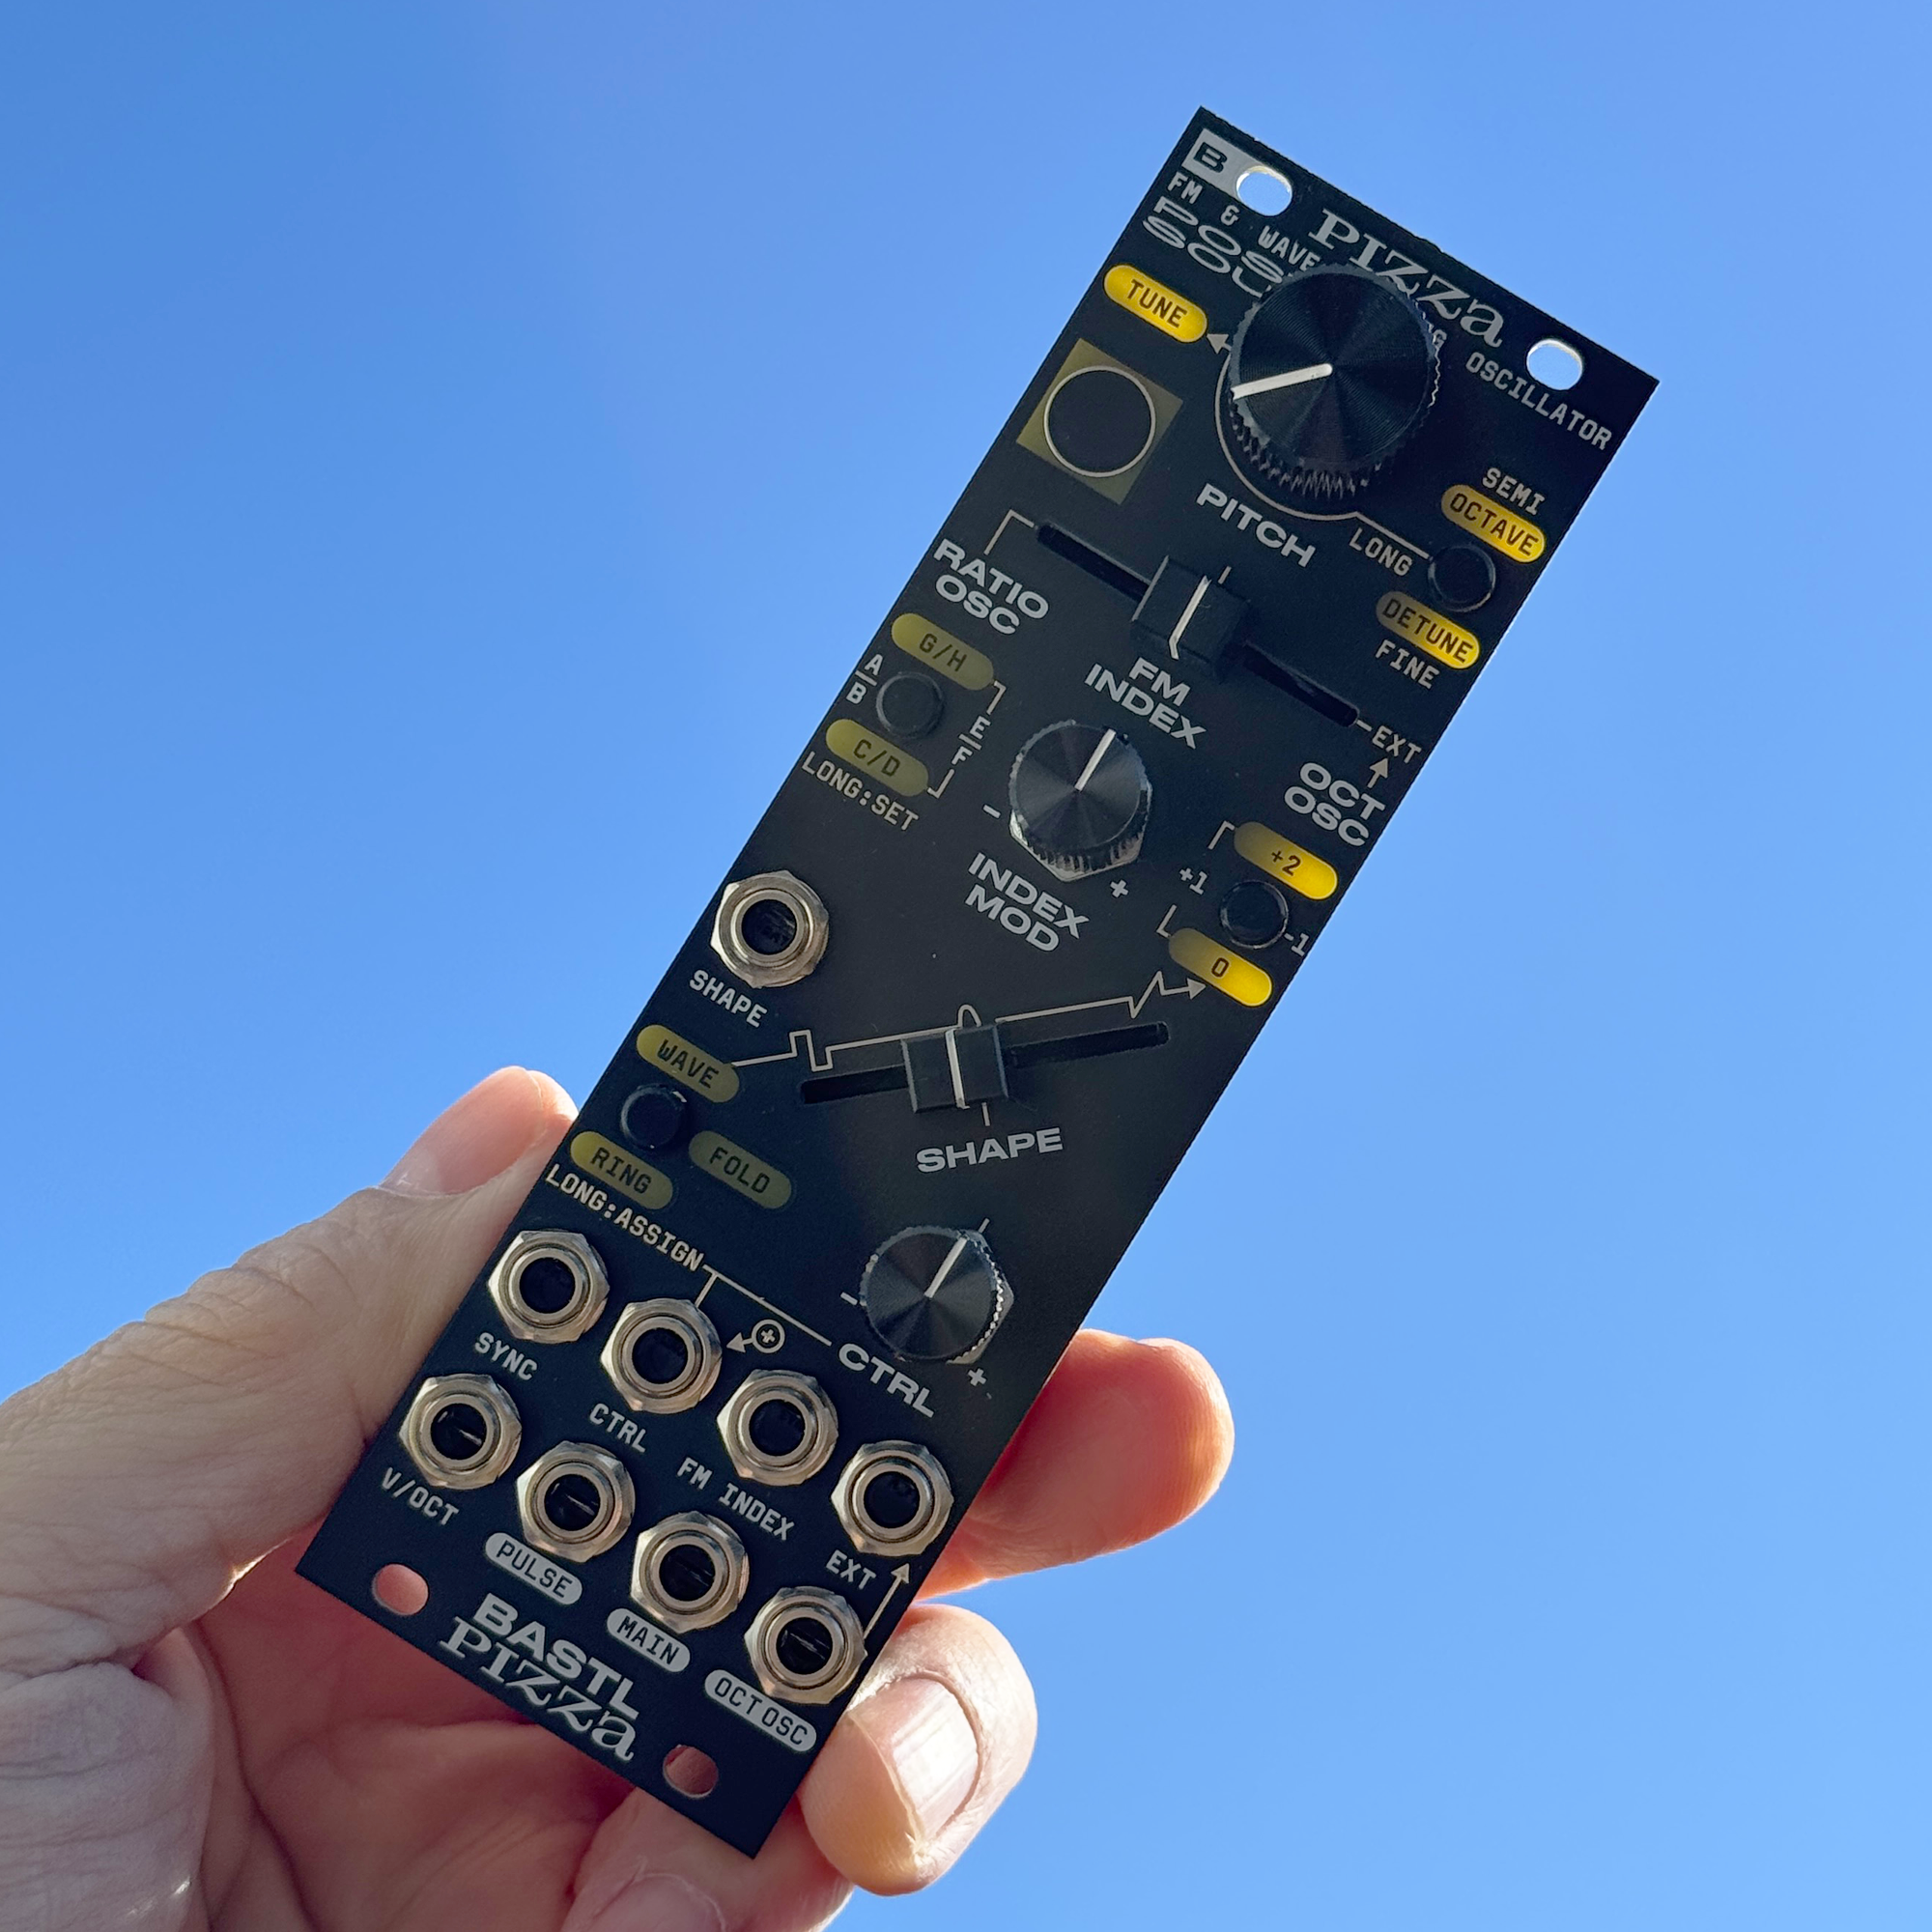 B
PIZZa
FM & WAVE
OSCILLATOR
TUNE
PITCH
SEMI
OCTAVE
LONG
DETUNE
FINE
RATIO
OSC
FM
INDEX
EXT
G/H
A
B
E
F
C/D
LONG:SET
OCT
OSC
- +
INDEX
MOD
+2
+1
-1
0
SHAPE
WAVE
SHAPE
RING
FOLD
LONG:ASSIGN
- +
CTRL
SYNC
CTRL
FM INDEX
EXT
V/OCT
PULSE
MAIN
OCT OSC
BASTL
PIZZa